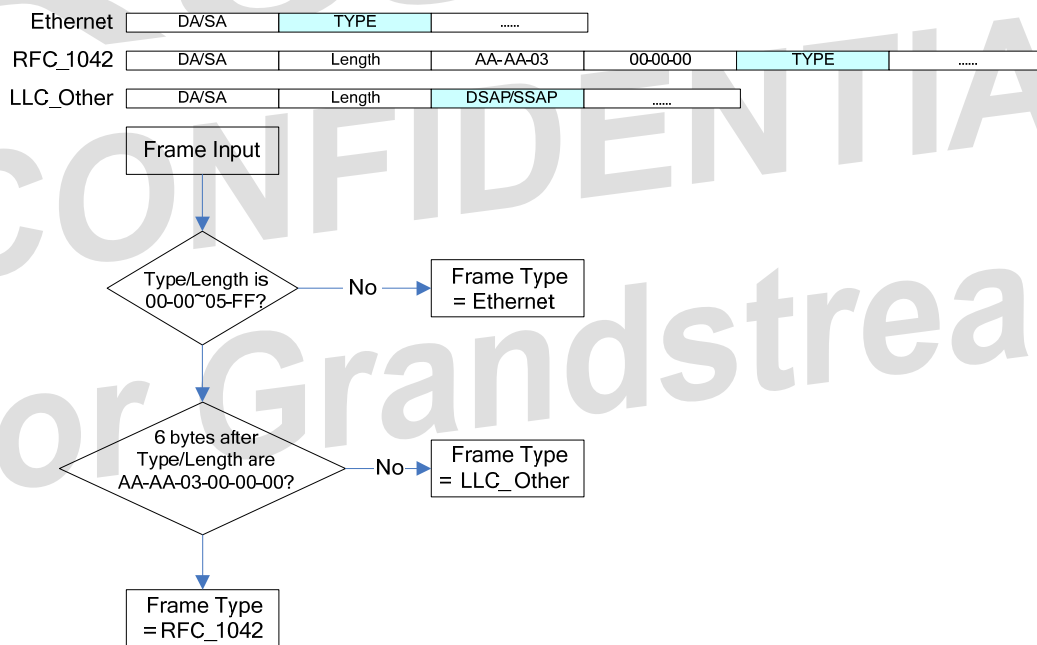 Ethernet DA/SA TYPE ......
RFC_1042 DA/SA Length AA-AA-03 00-00-00 TYPE ......
LLC_Other DA/SA Length DSAP/SSAP ......
Frame Input
Type/Length is
00-00~05-FF?
No
Frame Type
= Ethernet
6 bytes after
Type/Length are
AA-AA-03-00-00-00?
No
Frame Type
= LLC_Other
Frame Type
=RFC_1042
CONFIDENTIA
or Grandstrea